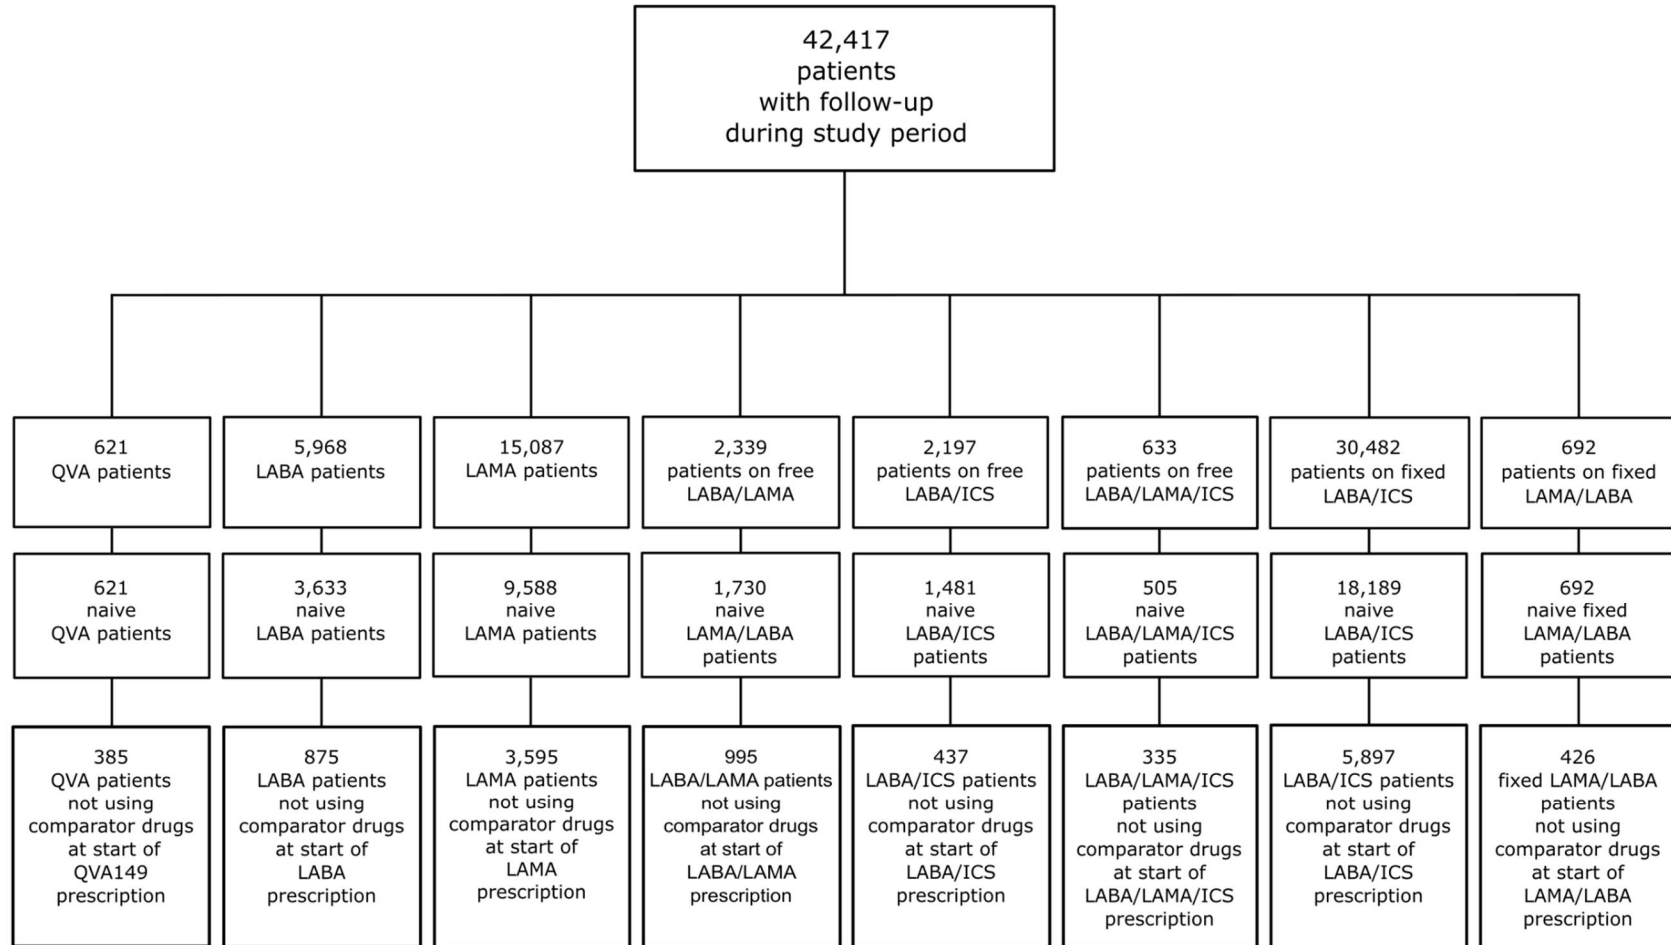 42,417
patients
with follow-up
during study period
621
QVA patients
5,968
LABA patients
15,087
LAMA patients
2,339
patients on free
LABA/LAMA
2,197
patients on free
LABA/ICS
633
patients on free
LABA/LAMA/ICS
30,482
patients on fixed
LABA/ICS
692
patients on fixed
LAMA/LABA
621
naive
QVA patients
3,633
naive
LABA patients
9,588
naive
LAMA patients
1,730
naive
LAMA/LABA
patients
1,481
naive
LABA/ICS
patients
505
naive
LABA/LAMA/ICS
patients
18,189
naive
LABA/ICS
patients
692
naive fixed
LAMA/LABA
patients
385
QVA patients
not using
comparator drugs
at start of
QVA149
prescription
875
LABA patients
not using
comparator drugs
at start of
LABA
prescription
3,595
LAMA patients
not using
comparator drugs
at start of
LAMA
prescription
995
LABA/LAMA patients
not using
comparator drugs
at start of
LABA/LAMA
prescription
437
LABA/ICS patients
not using
comparator drugs
at start of
LABA/ICS
prescription
335
LABA/LAMA/ICS
patients
not using
comparator drugs
at start of
LABA/LAMA/ICS
prescription
5,897
LABA/ICS patients
not using
comparator drugs
at start of
LABA/ICS
prescription
426
fixed LAMA/LABA
patients
not using
comparator drugs
at start of
LAMA/LABA
prescription